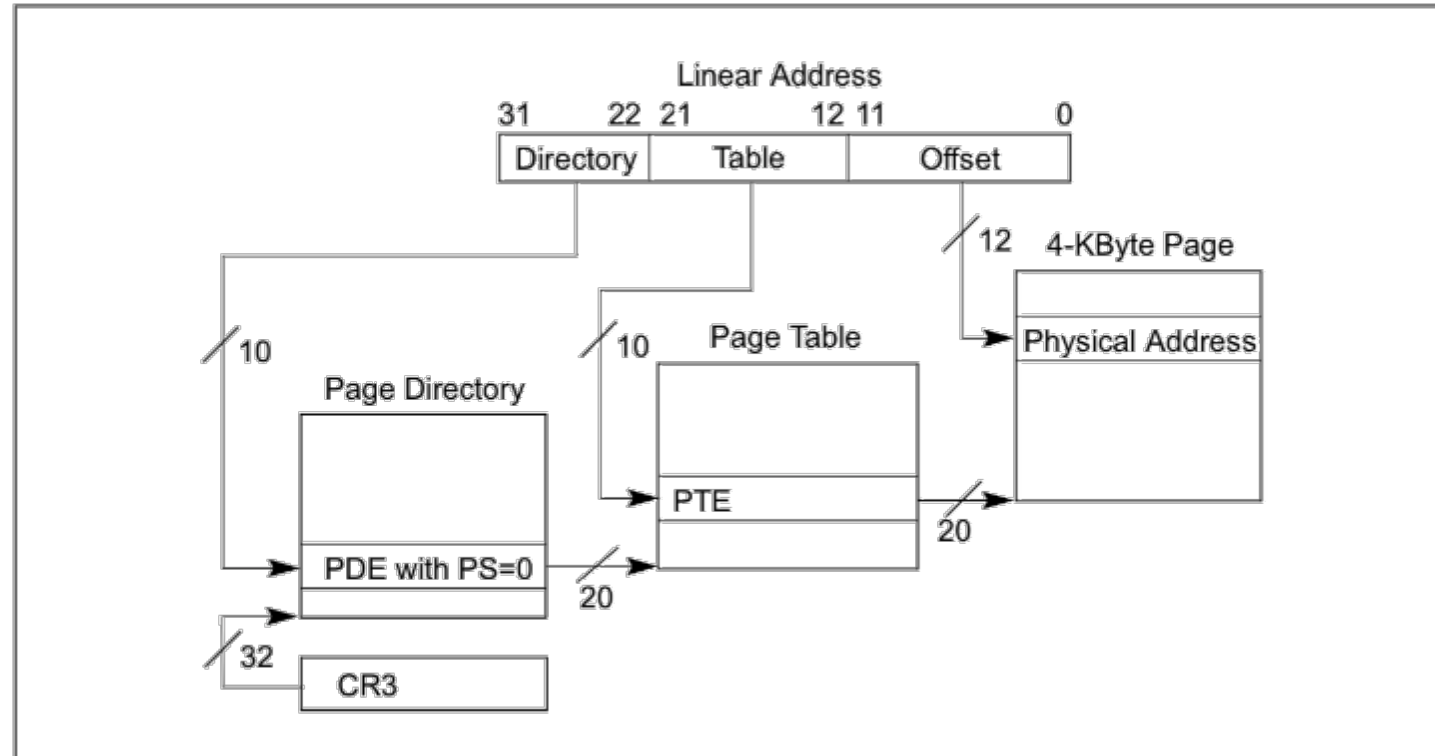 Linear Address
31 22 21 12 11 0
Directory Table Offset
12
4-KByte Page
Physical Address
10
10
Page Table
Page Directory
PTE
20
PDE with PS=0
20
32
CR3